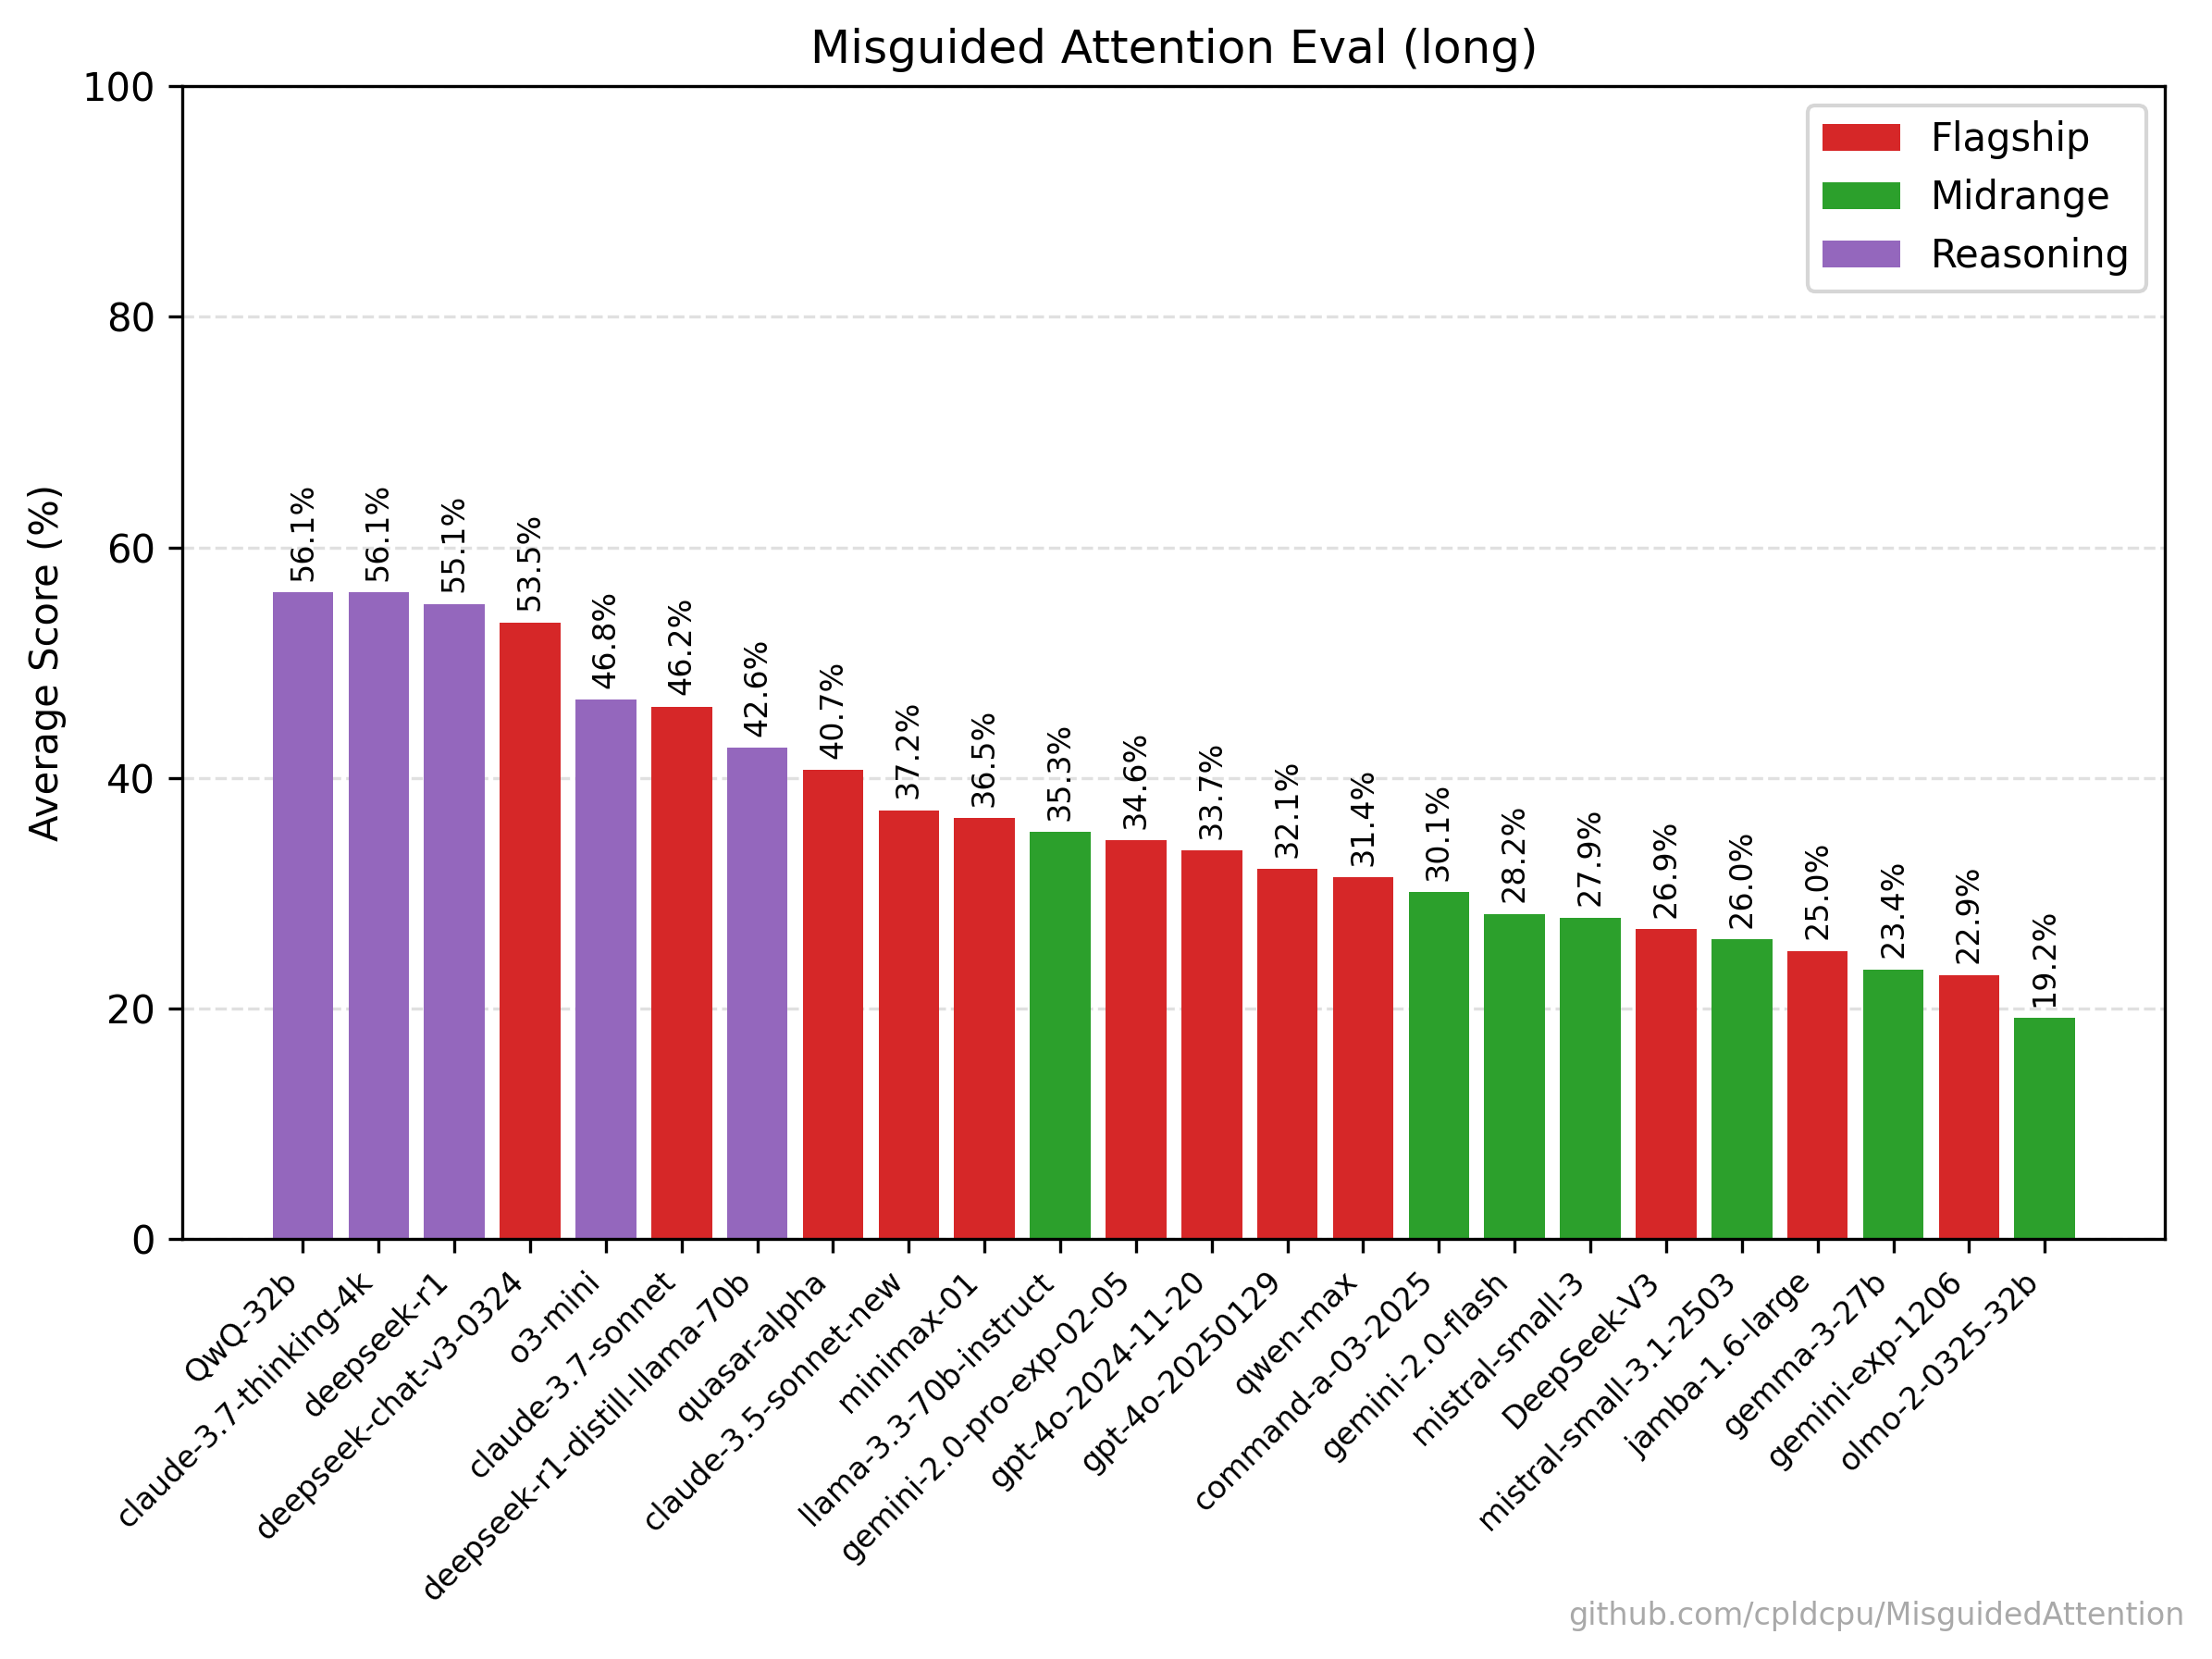 Misguided Attention Eval (long)
Average Score (%)
100
80
60
40
20
0
Flagship
Midrange
Reasoning
56.1%
56.1%
55.1%
53.5%
46.8%
46.2%
42.6%
40.7%
37.2%
36.5%
35.3%
34.6%
33.7%
32.1%
31.4%
30.1%
28.2%
27.9%
26.9%
26.0%
25.0%
23.4%
22.9%
19.2%
QwQ-32b
claude-3.7-thinking-4k
deepseek-r1
deepseek-chat-v3-0324
o3-mini
claude-3.7-sonnet
deepseek-r1-distill-llama-70b
quasar-alpha
claude-3.5-sonnet-new
minimax-01
llama-3.3-70b-instruct
gemini-2.0-pro-exp-02-05
gpt-4o-2024-11-20
gpt-4o-20250129
qwen-max
command-a-03-2025
gemini-2.0-flash
mistral-small-3
DeepSeek-V3
mistral-small-3.1-2503
jamba-1.6-large
gemma-3-27b
gemini-exp-1206
olmo-2-0325-32b
github.com/cpldcpu/MisguidedAttention